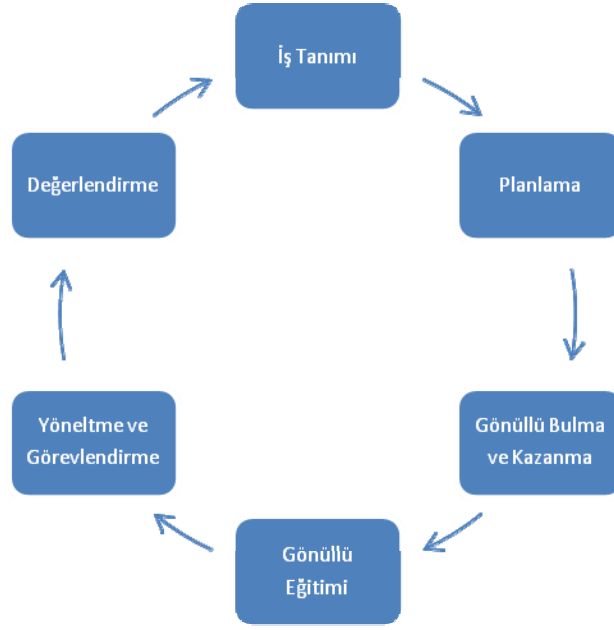 İş Tanımı
Planlama
Gönüllü Bulma
ve Kazanma
Gönüllü
Eğitimi
Yöneltme ve
Görevlendirme
Değerlendirme